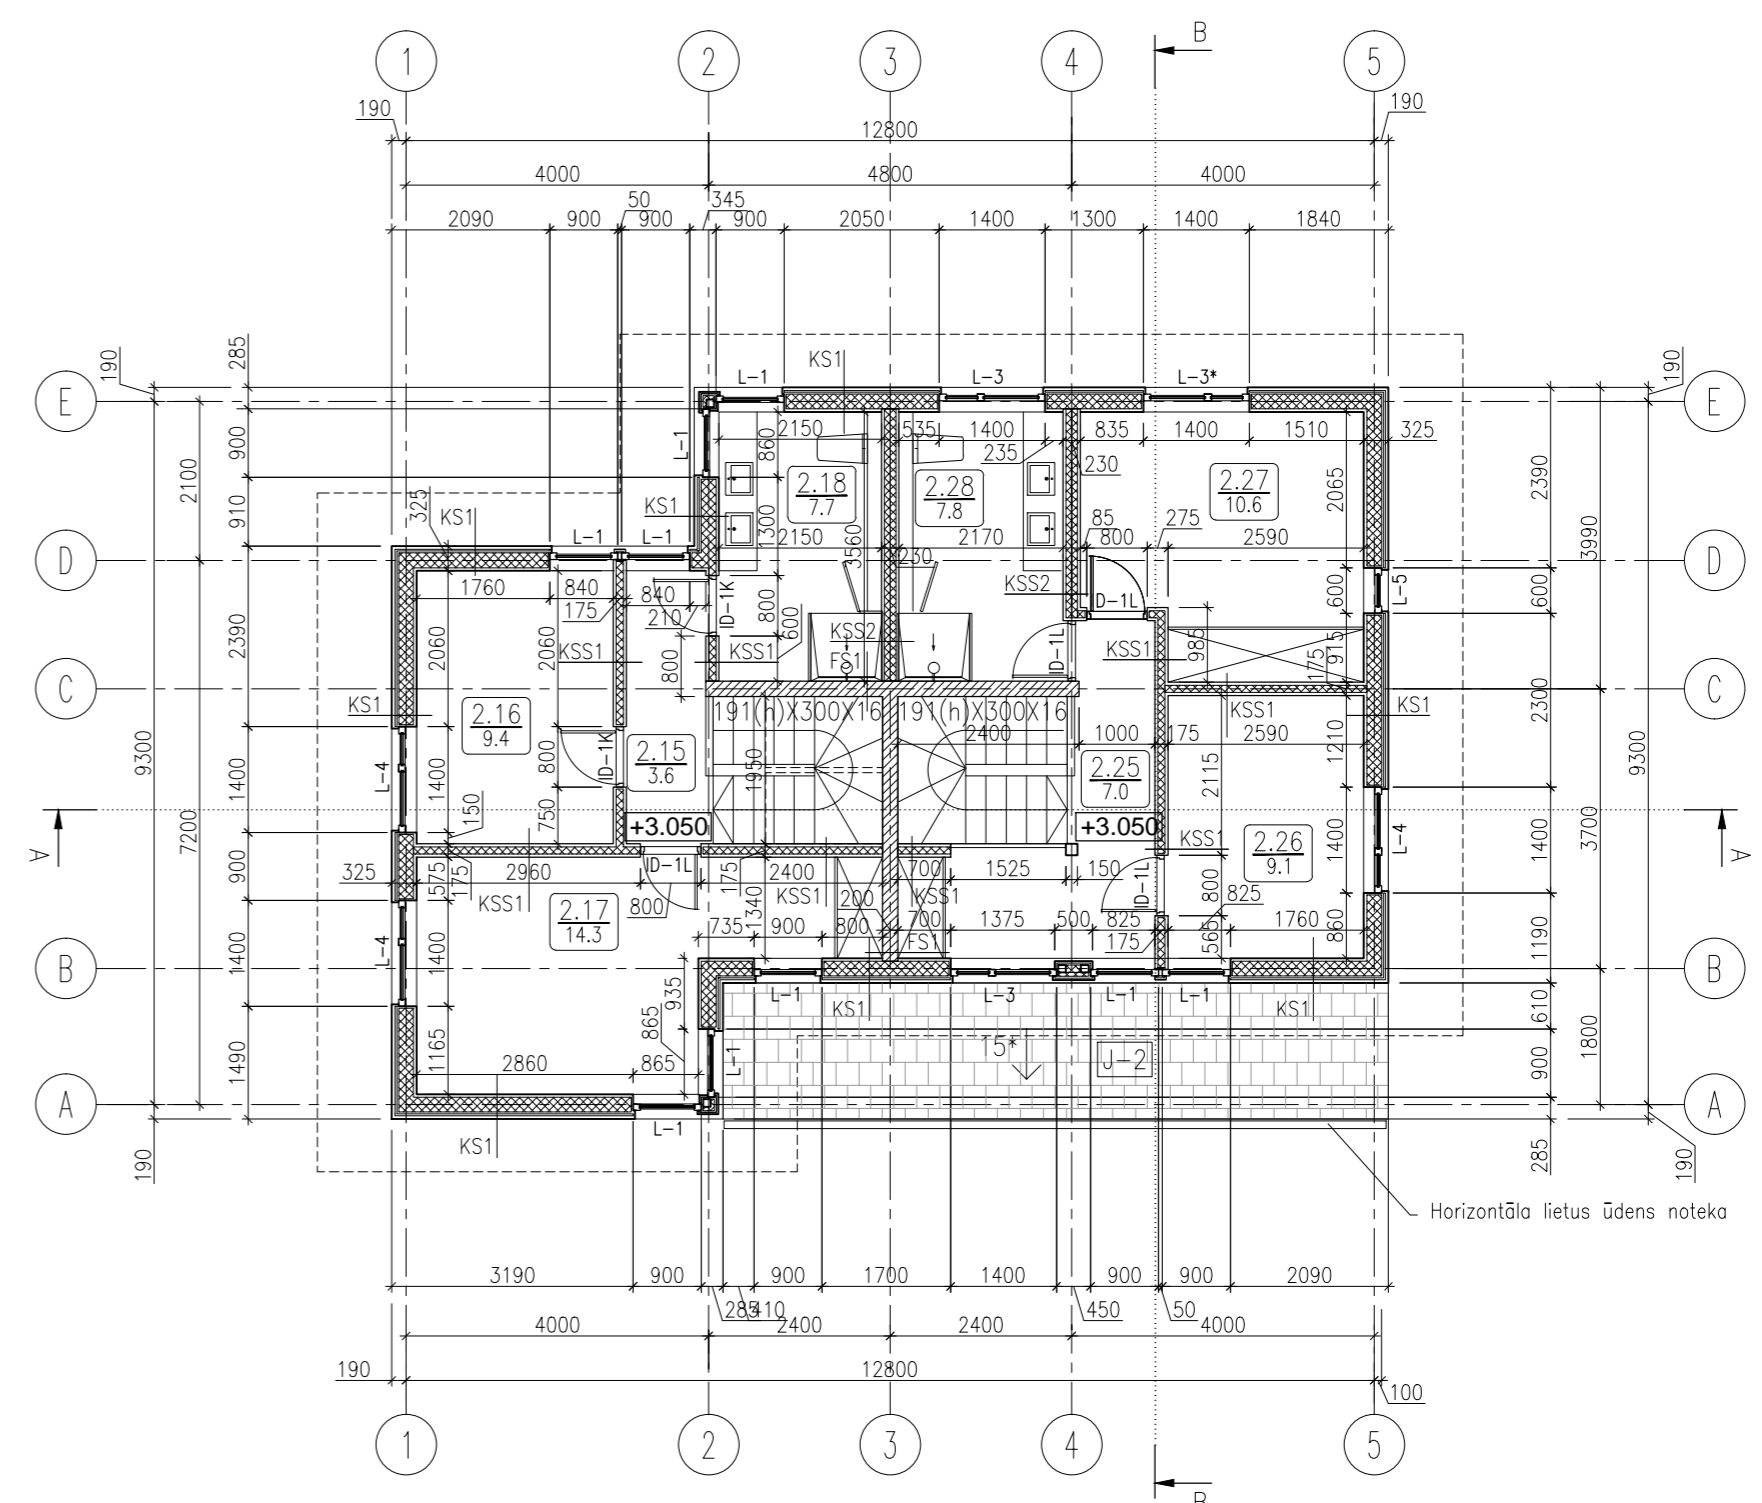 B
1 2 3 4 5
190 12800 190
4000 4800 4000
50 345
2090 900 900 900 2050 1400 1300 1400 1840
190 285 190
KS1
L-1 L-3 L-3*
E E
900 L-1 2150 860 535 1400 835 1400 1510 325
235 230
2100 2390
2.18 2.28 2.27
7.7 7.8 10.6
2065
910 325 KS1 KS1 1300 3560 85 275 3990
L-1 L-1 2150 2170 800 2590
230
D D
1760 840 KSS2 600 L-5 600
175 840 ID-1K 800 D-1L
210 600
2390 2060 2060 KSS1 800 KSS1 KSS2 ID-1L KSS1 985 175 915
FS1
C C
KS1 191(h)X300X16 191(h)X300X16 KSS1 KS1 2300
2.16 2400 1000 175 2590 1210
9.4
2.15 2.25
3.6 7.0
9300 7200 1400 L-4 1400 150 800 ID-1K 750 1950 2115 9300 3700
+3.050 +3.050
A KSS1 2.26 1400 L-4 1400 A
9.1
ID-1L 700 1525 150 ID-1L
325 2960 2400
900 575 175 KSS1 800 175 1340 KSS1 200 KSS1 800 825
2.17
14.3
735 900 800 700 1375 500 825 1760
FS1 175 565 860 1190
1400 L-4 1400
B B
935 L-1 KS1 L-3 L-1 L-1 KS1 610
865
15* J-2
1490 1165 2860 865 L-1 900 1800
A A
KS1 L-1
190 285 190
Horizontāla lietus ūdens noteka
3190 900 900 1700 1400 900 900 2090
285 410 450 50
4000 2400 2400 4000
190 12800 100
1 2 3 4 5
B